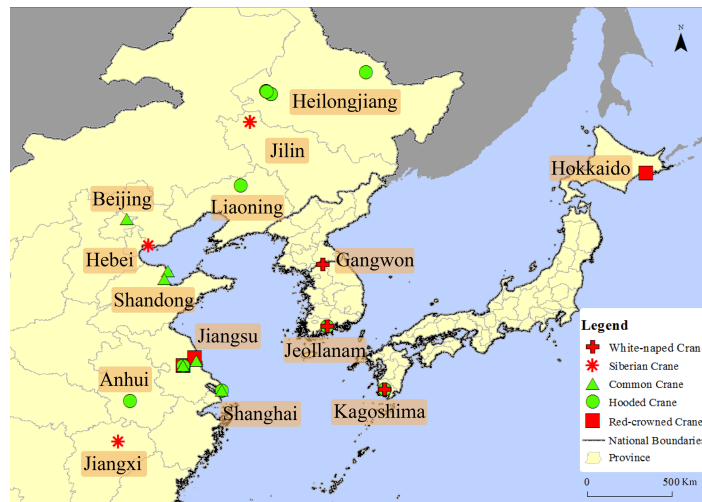 N
Heilongjiang
Jilin
Hokkaido
Beijing
Liaoning
Hebei
Gangwon
Shandong
Jiangsu
Jeollanam
Anhui
Shanghai
Kagoshima
Jiangxi
Legend
White-naped Crane
Siberian Crane
Common Crane
Hooded Crane
Red-crowned Crane
National Boundaries
Province
0 500 Km